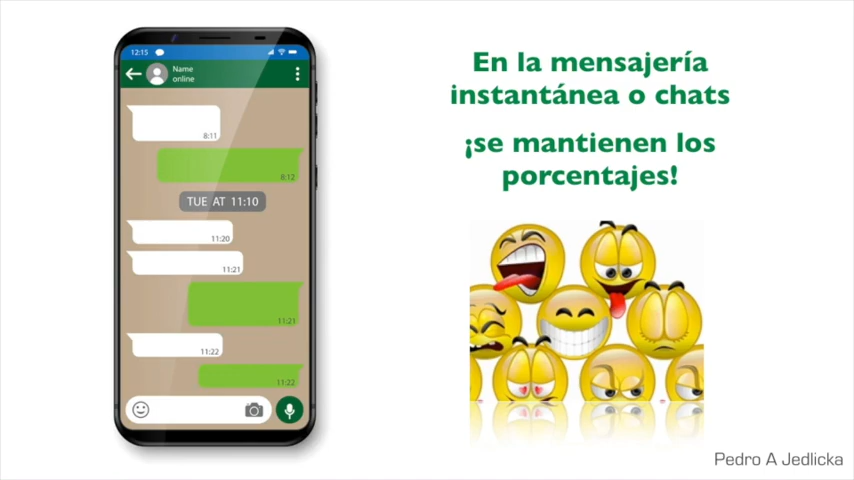 12:15
Name
online
8:11
8:12
TUE AT 11:10
11:20
11:21
11:21
11:22
11:22
En la mensajería
instantánea o chats
¡se mantienen los
porcentajes!
Pedro A Jedlicka